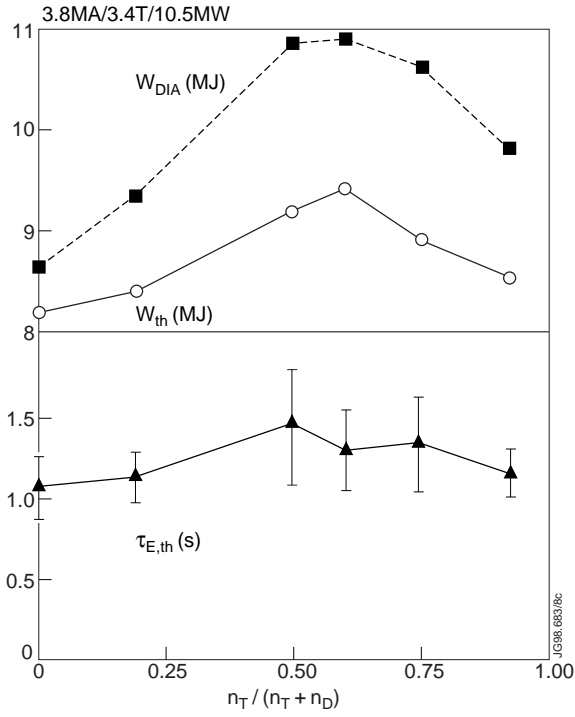 3.8MA/3.4T/10.5MW
11
W_DIA (MJ)
10
9
W_th (MJ)
8
1.5
1.0
τ_E,th (s)
0.5
0
0 0.25 0.50 0.75 1.00
n_T / (n_T + n_D)
JG98.683/8c